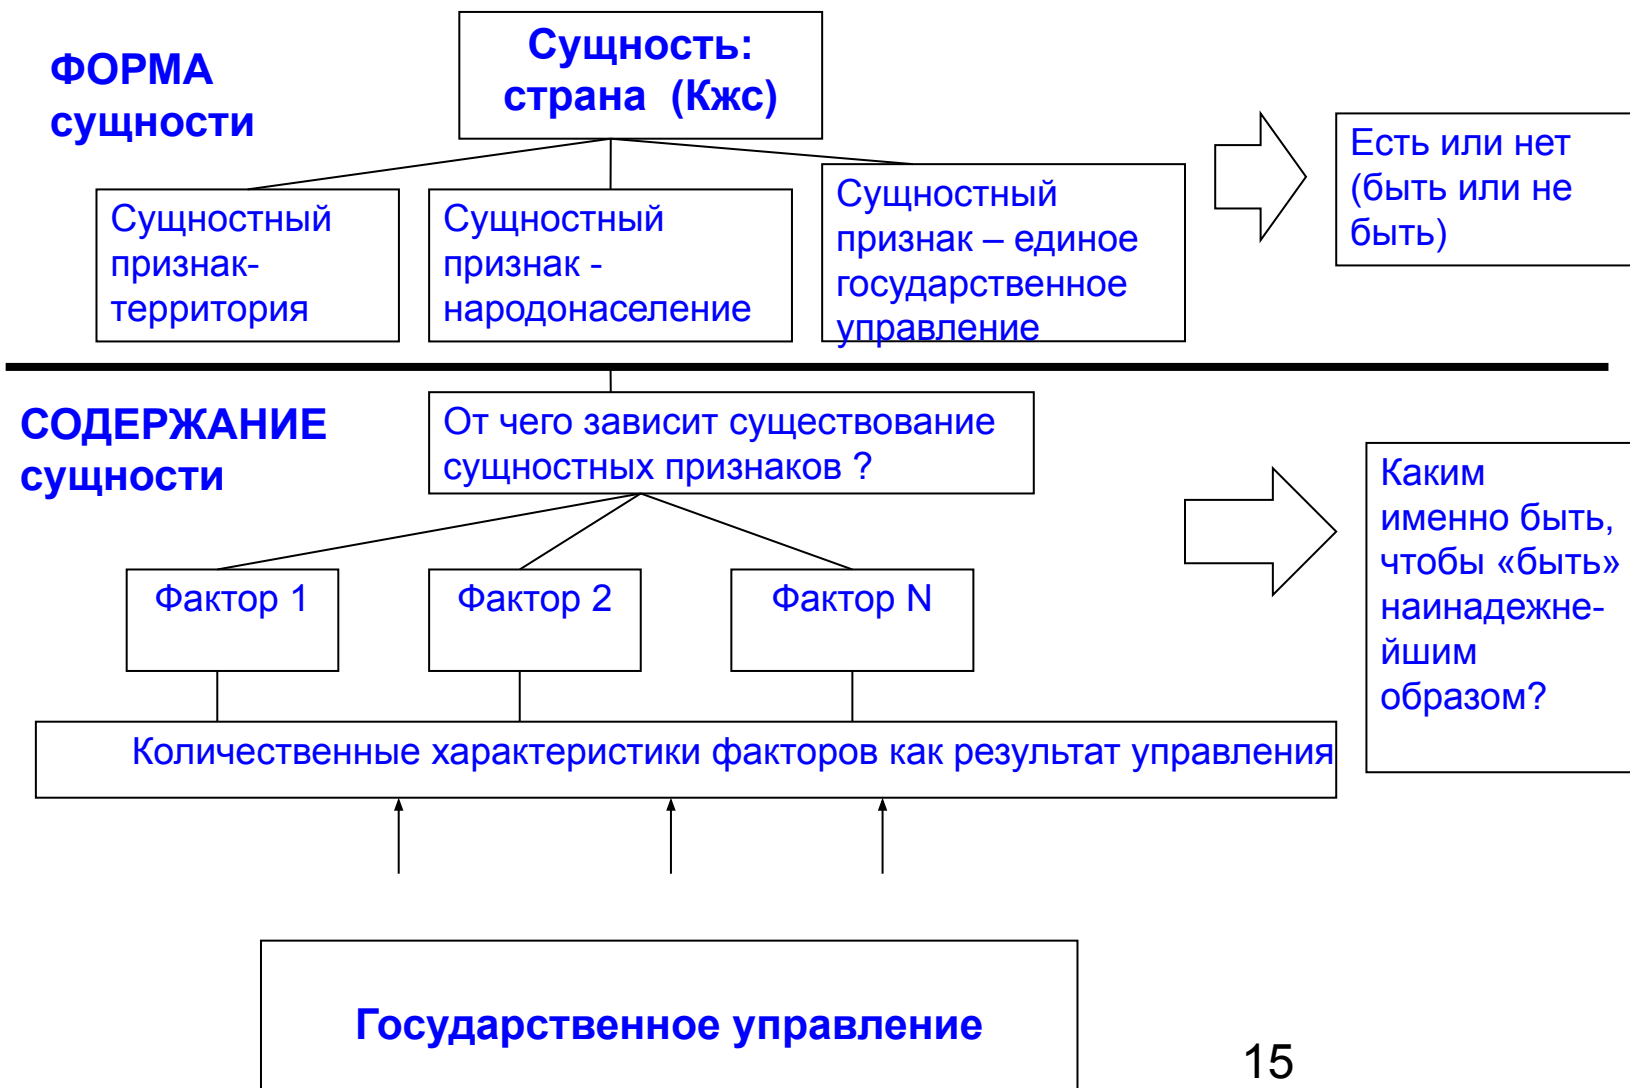 ФОРМА
сущности
Сущность:
страна (Кжс)
Есть или нет
(быть или не
быть)
Сущностный
признак-
территория
Сущностный
признак -
народонаселение
Сущностный
признак – единое
государственное
управление
СОДЕРЖАНИЕ
сущности
От чего зависит существование
сущностных признаков ?
Каким
именно быть,
чтобы «быть»
наинадежне-
йшим
образом?
Фактор 1
Фактор 2
Фактор N
Количественные характеристики факторов как результат управления
Государственное управление
15